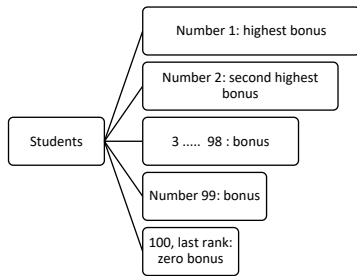 Number 1: highest bonus
Number 2: second highest
bonus
Students
3 ..... 98 : bonus
Number 99: bonus
100, last rank:
zero bonus